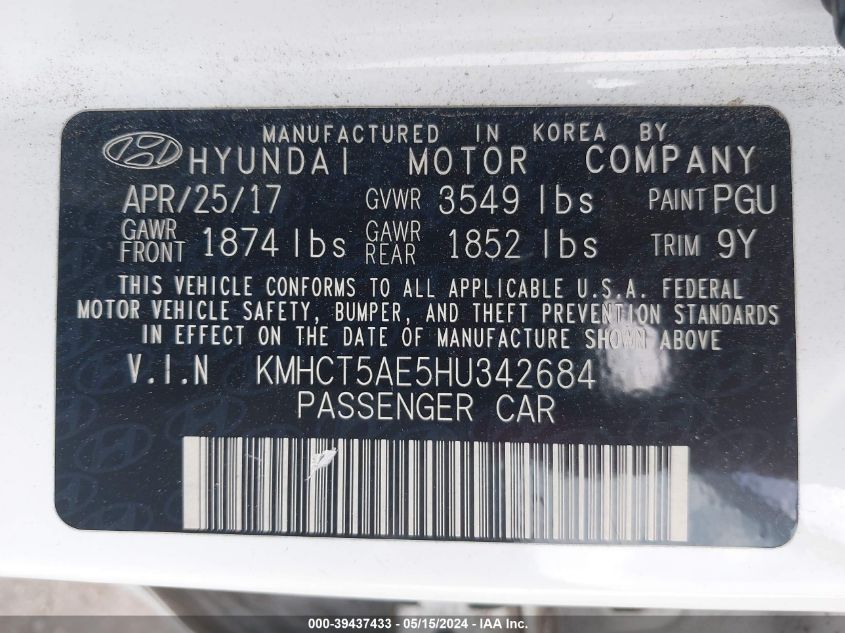 MANUFACTURED IN KOREA BY
HYUNDAI MOTOR COMPANY
APR/25/17 GVWR 3549 lbs PAINT PGU
GAWR FRONT 1874 lbs GAWR REAR 1852 lbs TRIM 9Y
THIS VEHICLE CONFORMS TO ALL APPLICABLE U.S.A. FEDERAL
MOTOR VEHICLE SAFETY, BUMPER, AND THEFT PREVENTION STANDARDS
IN EFFECT ON THE DATE OF MANUFACTURE SHOWN ABOVE.
V.I.N KMHCT5AE5HU342684
PASSENGER CAR
000-39437433 - 05/15/2024 - IAA Inc.